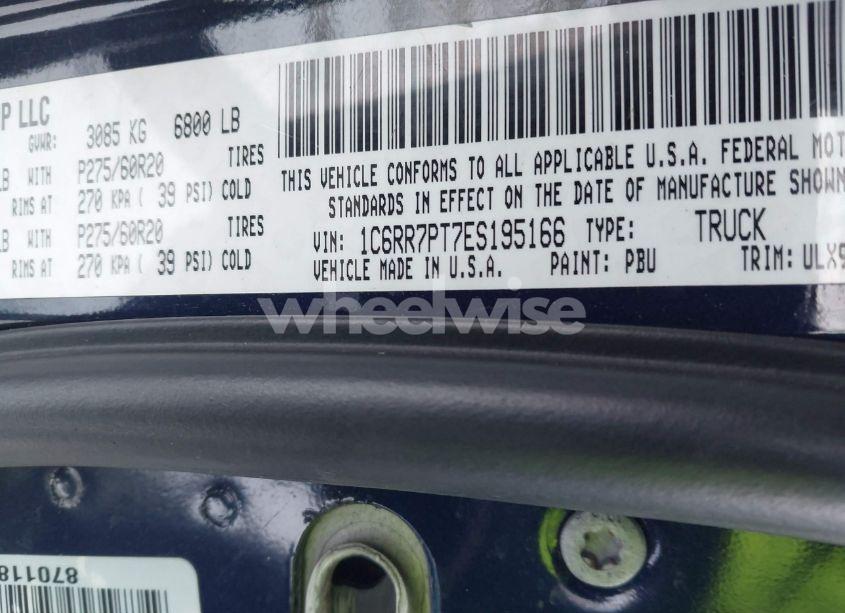 P LLC
GVWR: 3085 KG 6800 LB
LB WITH P275/60R20 TIRES
RIMS AT 270 KPA ( 39 PSI) COLD
LB WITH P275/60R20 TIRES
RIMS AT 270 KPA ( 39 PSI) COLD
THIS VEHICLE CONFORMS TO ALL APPLICABLE U.S.A. FEDERAL MOT
STANDARDS IN EFFECT ON THE DATE OF MANUFACTURE SHOWN
VIN: 1C6RR7PT7ES195166 TYPE: TRUCK
VEHICLE MADE IN U.S.A. PAINT: PBU TRIM: ULX9
wheelwise
870118